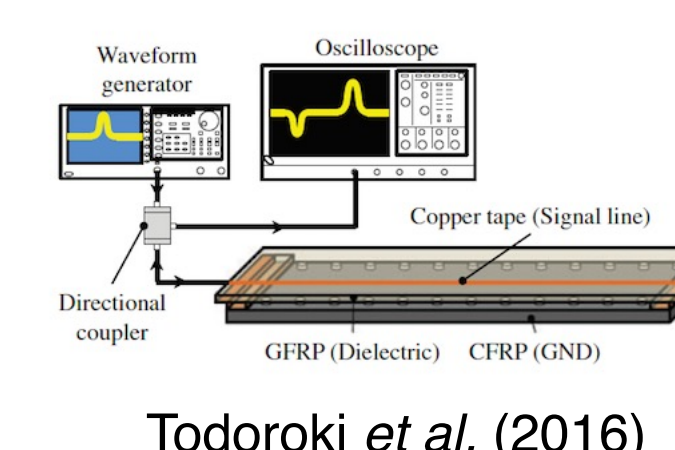 Waveform
generator
Oscilloscope
Copper tape (Signal line)
Directional
coupler
GFRP (Dielectric)
CFRP (GND)
Todoroki et al. (2016)